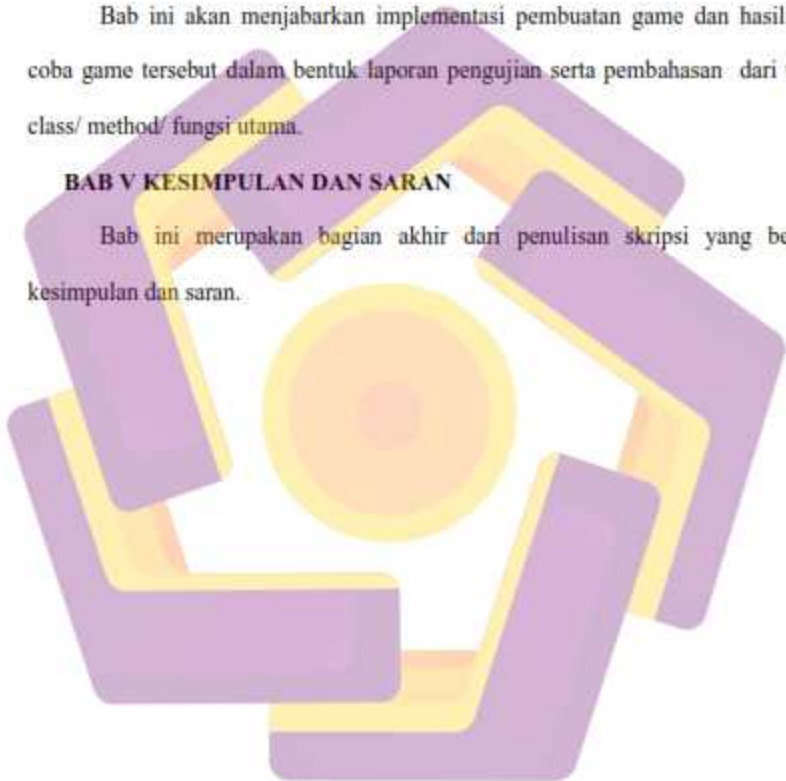 Bab ini akan menjabarkan implementasi pembuatan game dan hasil
coba game tersebut dalam bentuk laporan pengujian serta pembahasan dari
class/ method/ fungsi utama.
BAB V KESIMPULAN DAN SARAN
Bab ini merupakan bagian akhir dari penulisan skripsi yang be
kesimpulan dan saran.